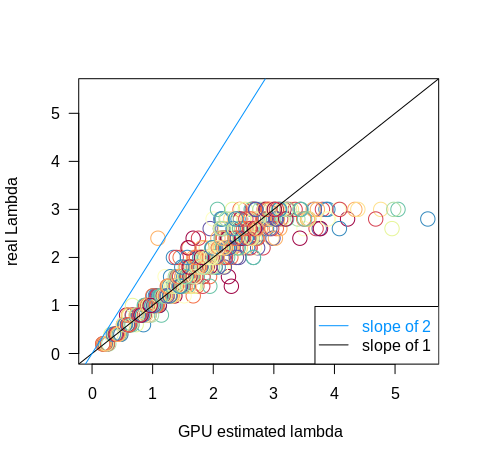 5
4
3
2
1
0
real Lambda
slope of 2
slope of 1
0 1 2 3 4 5
GPU estimated lambda